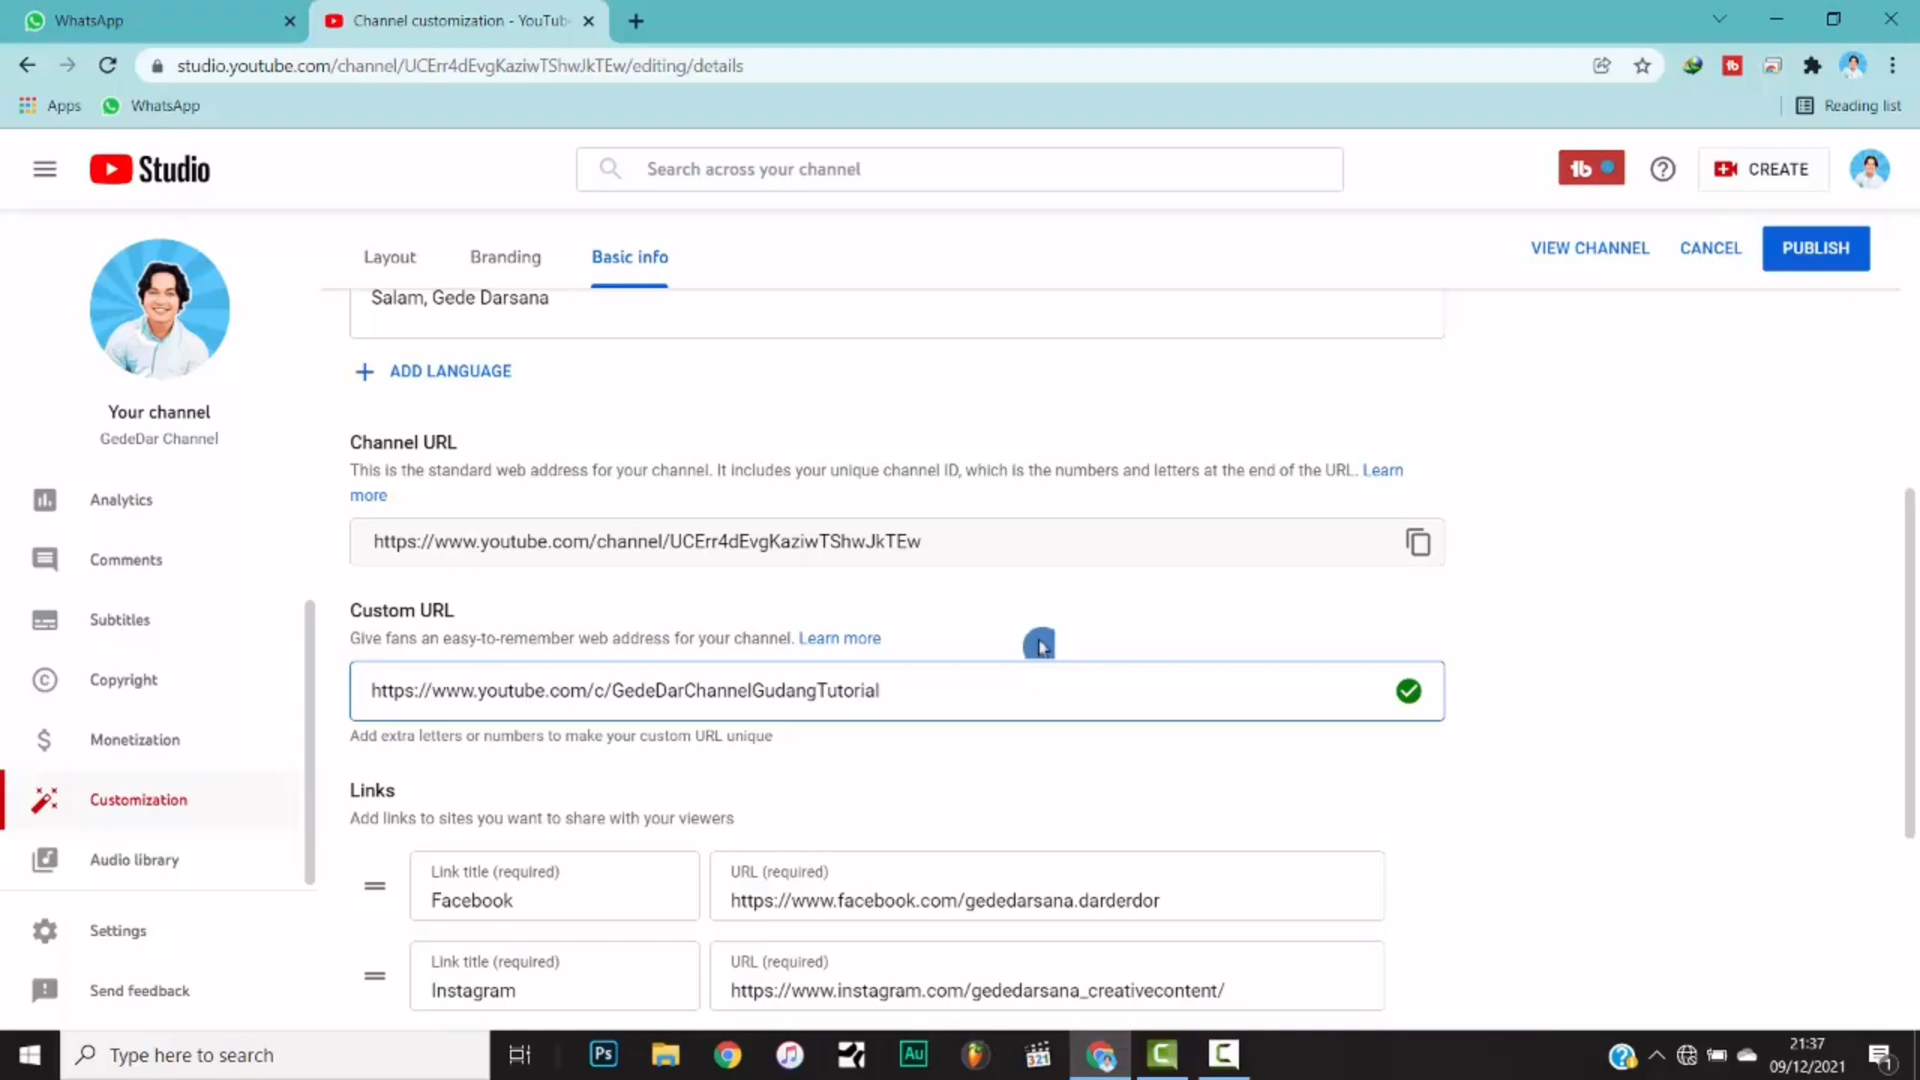 WhatsApp
Channel customization - YouTub
studio.youtube.com/channel/UCErr4dEvgKaziwTShwJkTEw/editing/details
Apps
WhatsApp
Reading list
Studio
Search across your channel
tb
CREATE
Layout
Branding
Basic info
VIEW CHANNEL
CANCEL
PUBLISH
Salam, Gede Darsana
ADD LANGUAGE
Your channel
GedeDar Channel
Channel URL
This is the standard web address for your channel. It includes your unique channel ID, which is the numbers and letters at the end of the URL. Learn
more
https://www.youtube.com/channel/UCErr4dEvgKaziwTShwJkTEw
Analytics
Comments
Subtitles
Copyright
Monetization
Customization
Audio library
Settings
Send feedback
Custom URL
Give fans an easy-to-remember web address for your channel. Learn more
https://www.youtube.com/c/GedeDarChannelGudangTutorial
Add extra letters or numbers to make your custom URL unique
Links
Add links to sites you want to share with your viewers
Link title (required)
Facebook
URL (required)
https://www.facebook.com/gededarsana.darderdor
Link title (required)
Instagram
URL (required)
https://www.instagram.com/gededarsana_creativecontent/
Type here to search
Ps
Au
321
21:37
09/12/2021
1